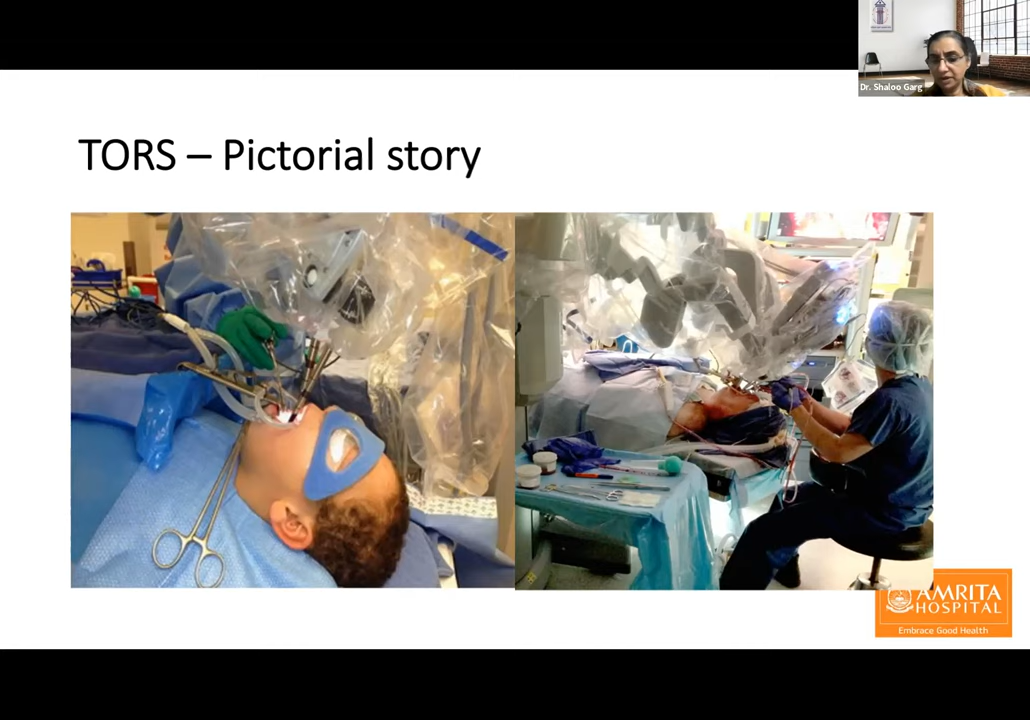 Dr. Shaloo Garg
TORS – Pictorial story
AMRITA
HOSPITAL
Embrace Good Health